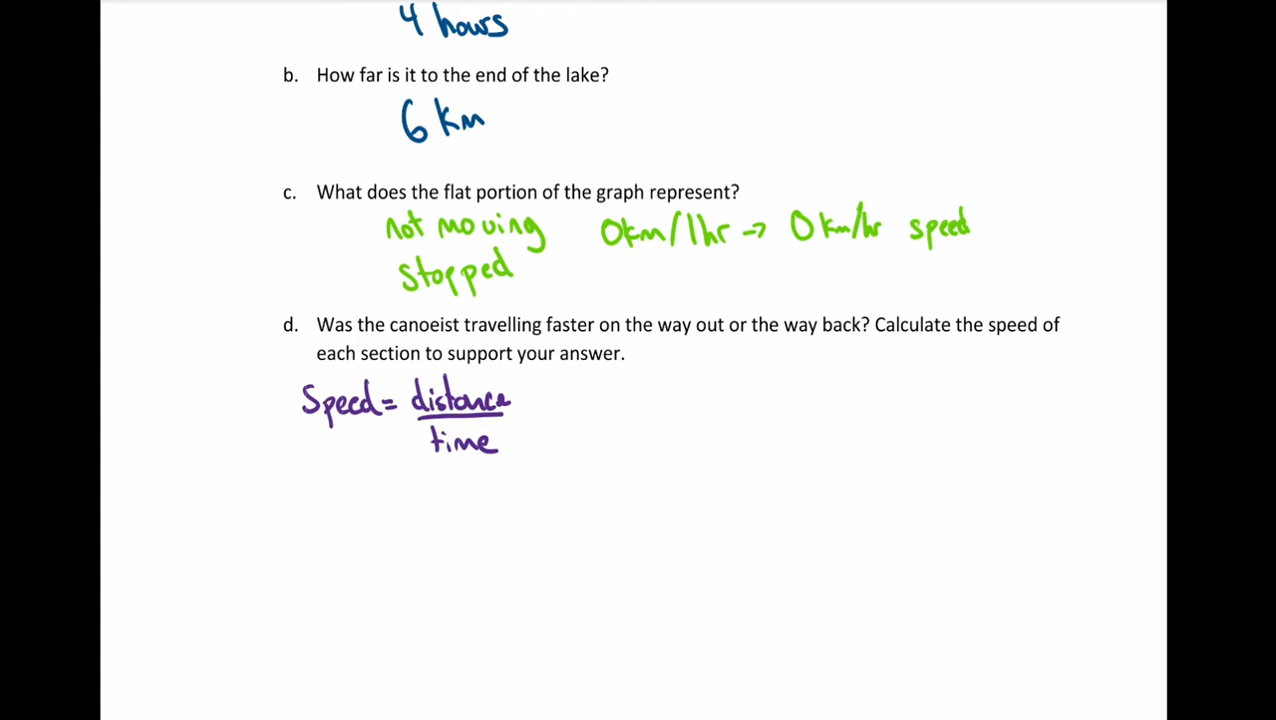 4 hours
b. How far is it to the end of the lake?
6 km
c. What does the flat portion of the graph represent?
not moving 0km/1hr → 0 km/hr speed
stopped
d. Was the canoeist travelling faster on the way out or the way back? Calculate the speed of
each section to support your answer.
Speed = distance
time